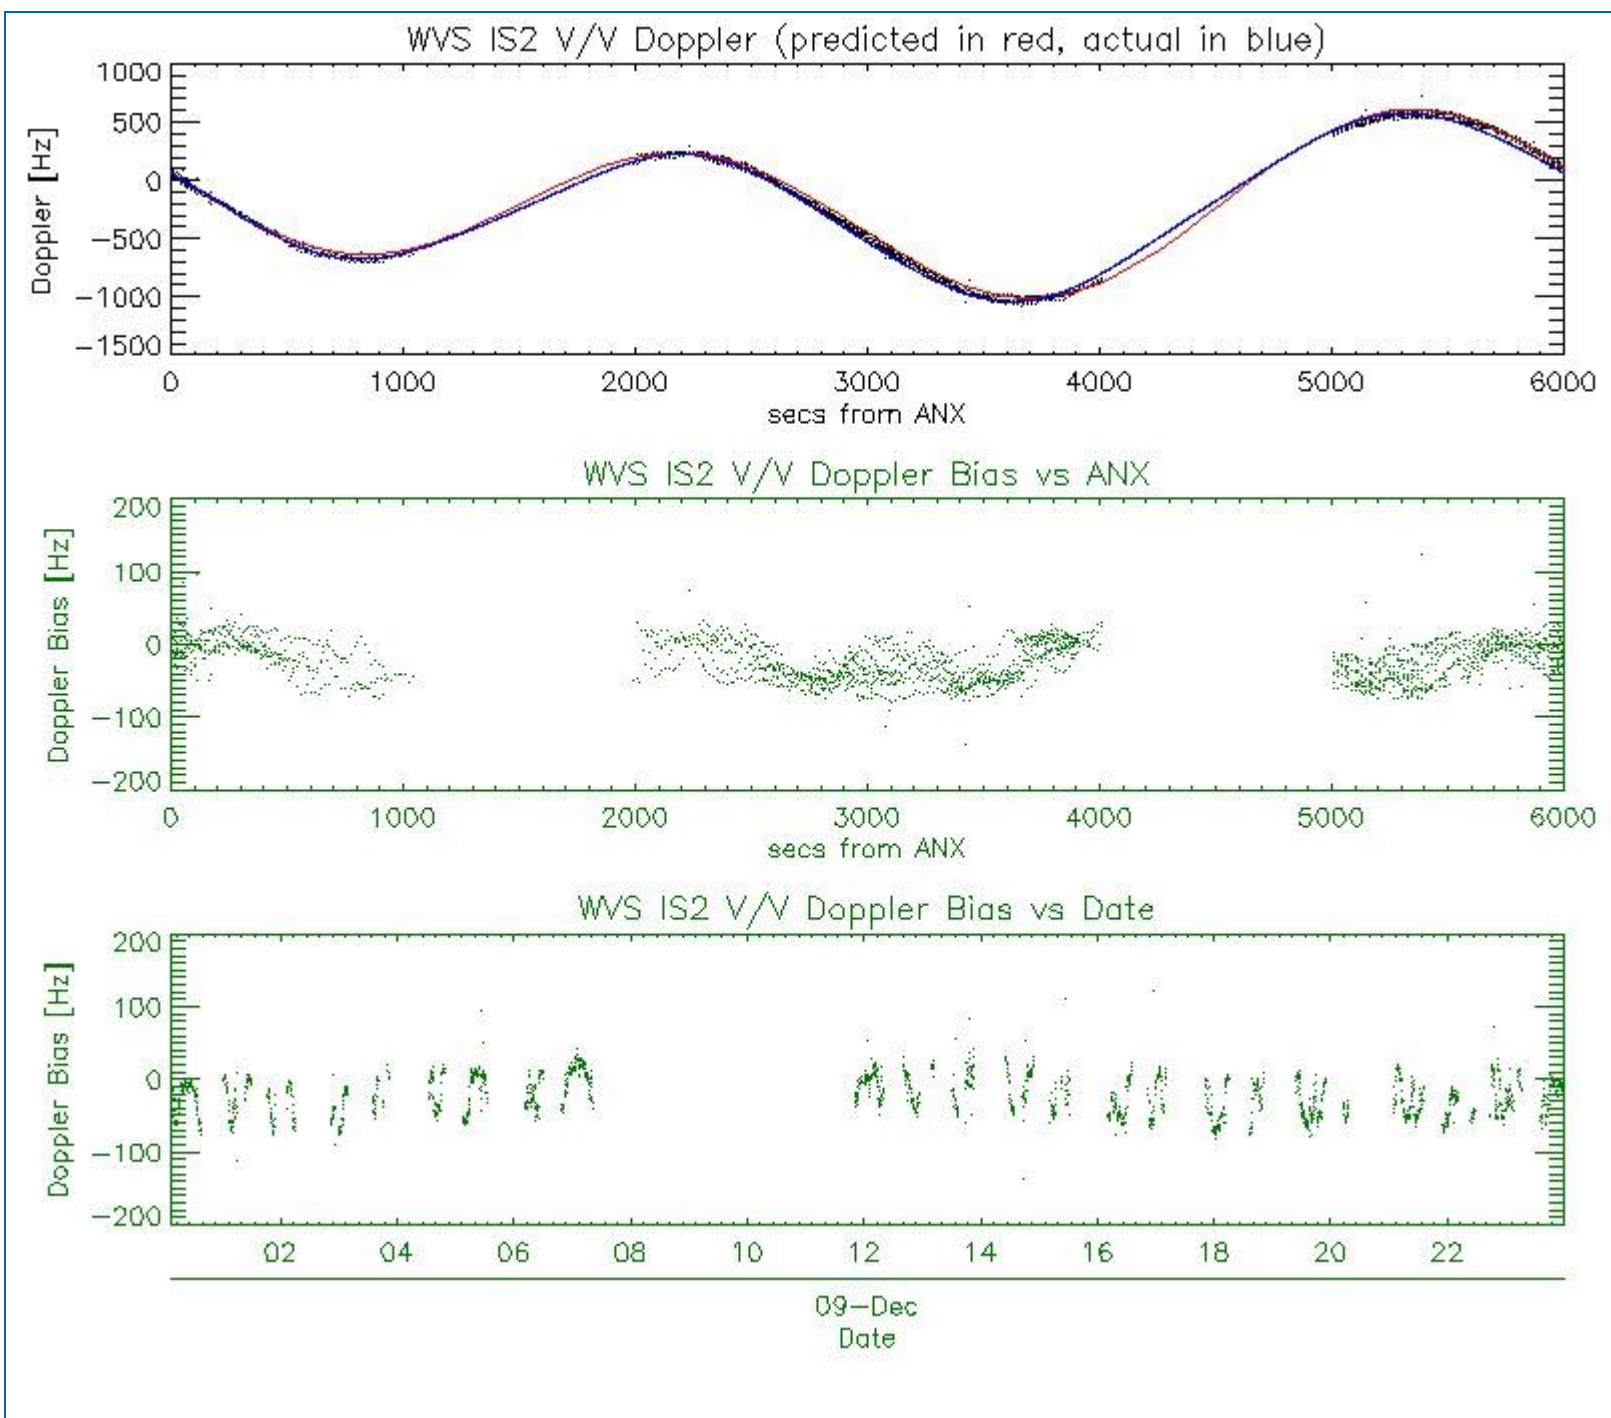 WVS IS2 V/V Doppler (predicted in red, actual in blue)
Doppler [Hz]
1000
500
0
−500
−1000
−1500
0 1000 2000 3000 4000 5000 6000
secs from ANX
WVS IS2 V/V Doppler Bias vs ANX
Doppler Bias [Hz]
200
100
0
−100
−200
0 1000 2000 3000 4000 5000 6000
secs from ANX
WVS IS2 V/V Doppler Bias vs Date
Doppler Bias [Hz]
200
100
0
−100
−200
02 04 06 08 10 12 14 16 18 20 22
09−Dec
Date